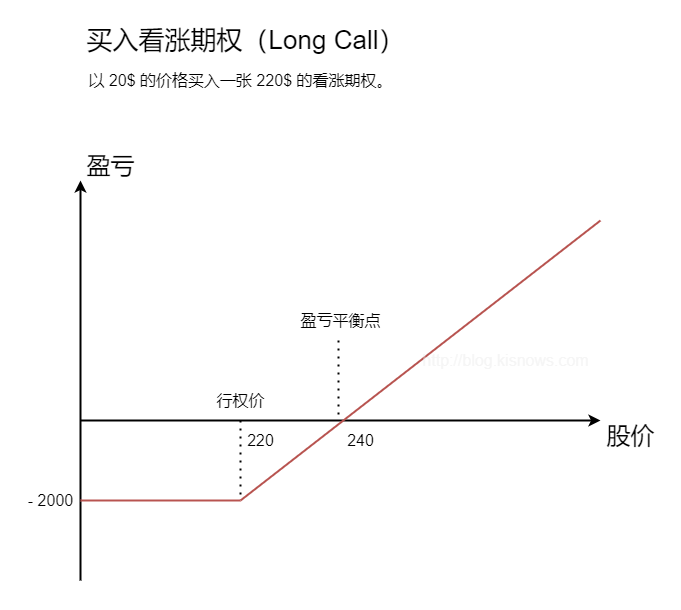 买入看涨期权（Long Call）
以 20$ 的价格买入一张 220$ 的看涨期权。
盈亏
盈亏平衡点
http://blog.kisnows.com
行权价
股价
220
240
- 2000